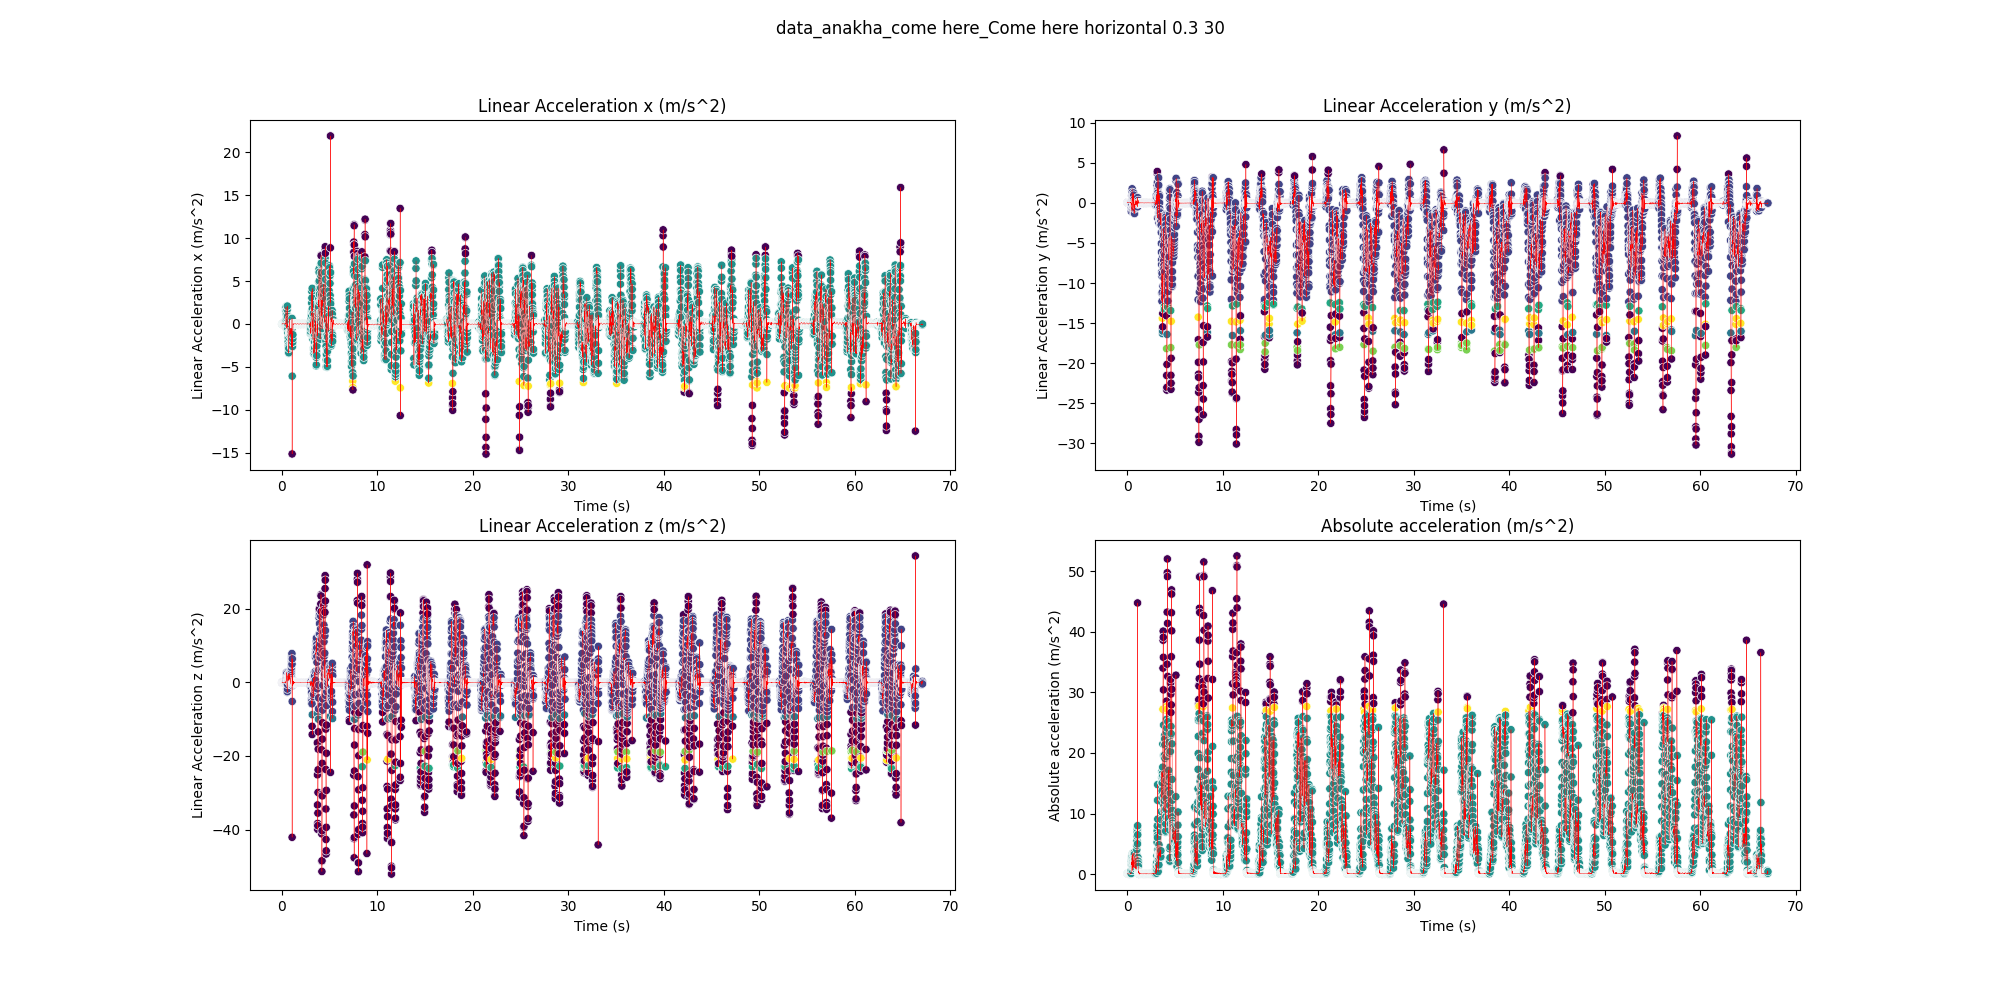 data_anakha_come here_Come here horizontal 0.3 30
Linear Acceleration x (m/s^2)
Linear Acceleration x (m/s^2)
20
15
10
5
0
−5
−10
−15
0 10 20 30 40 50 60 70
Time (s)
Linear Acceleration y (m/s^2)
Linear Acceleration y (m/s^2)
10
5
0
−5
−10
−15
−20
−25
−30
0 10 20 30 40 50 60 70
Time (s)
Linear Acceleration z (m/s^2)
Linear Acceleration z (m/s^2)
20
0
−20
−40
0 10 20 30 40 50 60 70
Time (s)
Absolute acceleration (m/s^2)
Absolute acceleration (m/s^2)
50
40
30
20
10
0
0 10 20 30 40 50 60 70
Time (s)